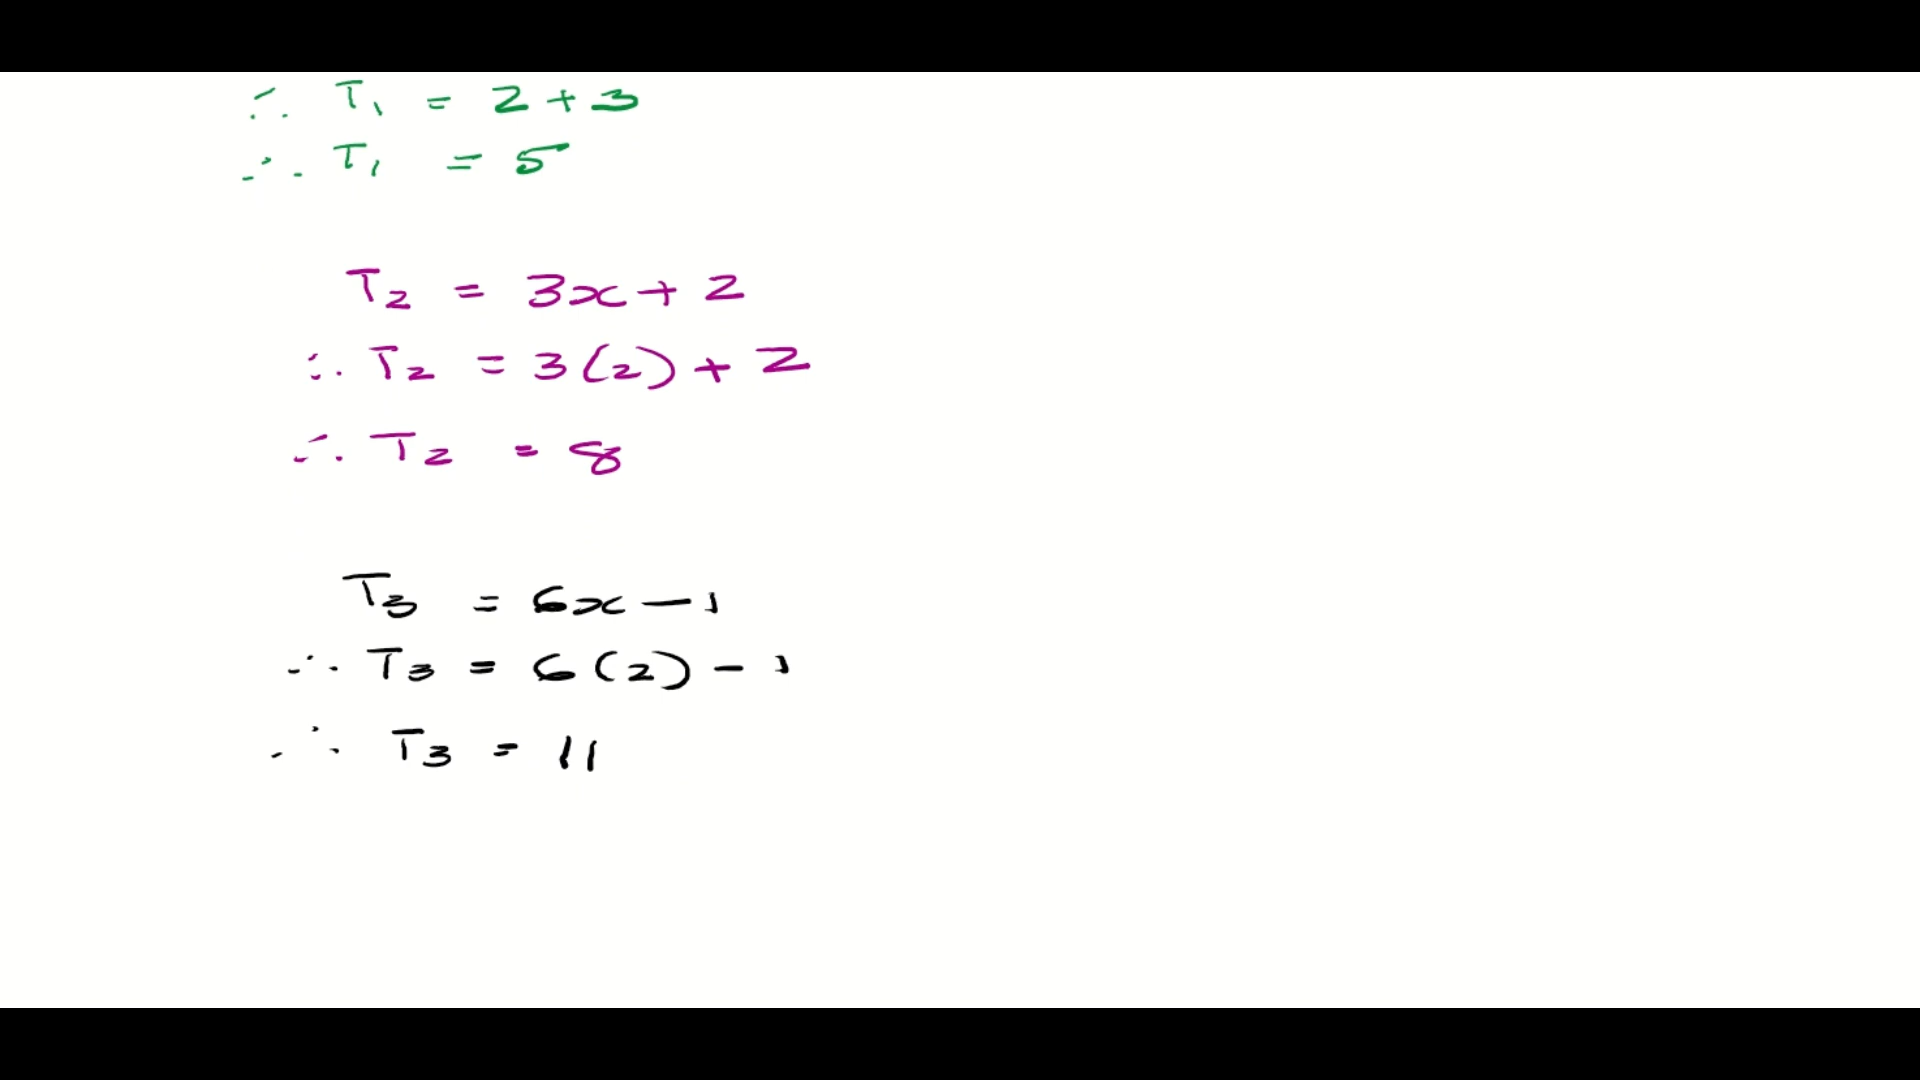 ∴ T₁ = 2 + 3
∴ T₁ = 5
T₂ = 3x + 2
∴ T₂ = 3(2) + 2
∴ T₂ = 8
T₃ = 6x - 1
∴ T₃ = 6(2) - 1
∴ T₃ = 11